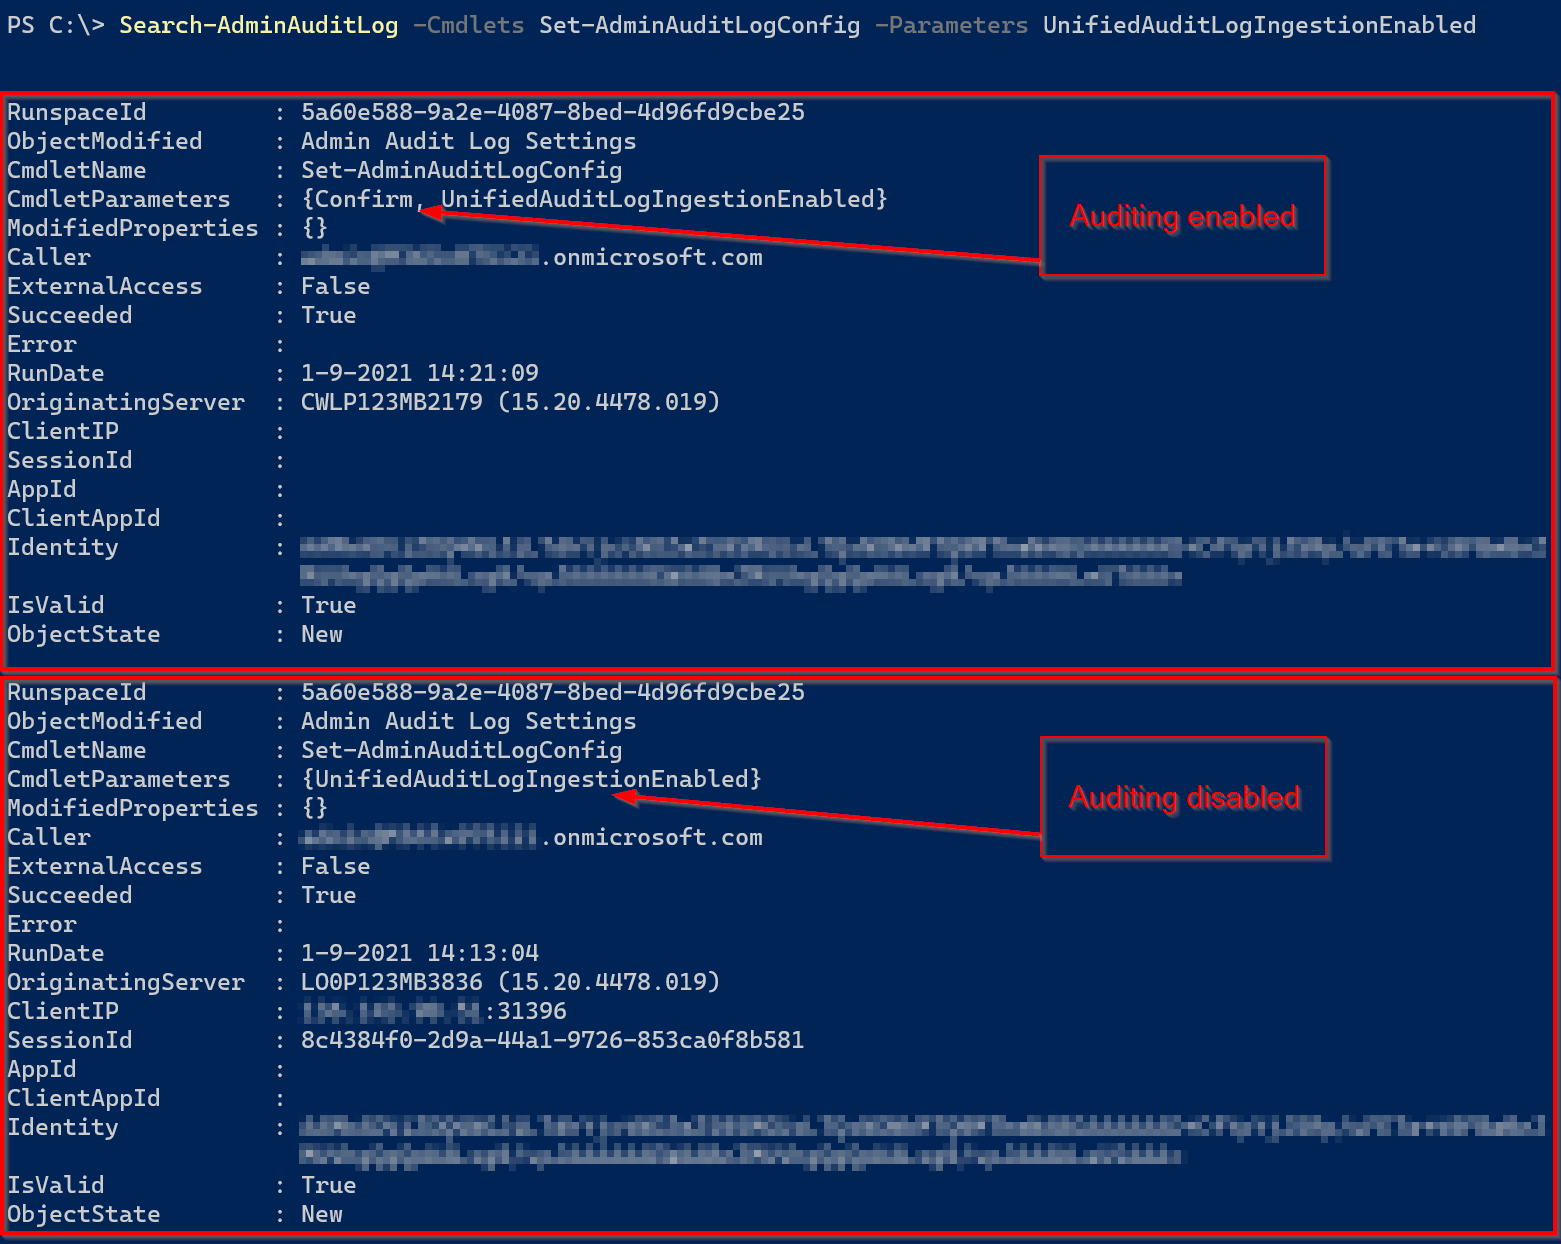 PS C:\> Search-AdminAuditLog -Cmdlets Set-AdminAuditLogConfig -Parameters UnifiedAuditLogIngestionEnabled
RunspaceId : 5a60e588-9a2e-4087-8bed-4d96fd9cbe25
ObjectModified : Admin Audit Log Settings
CmdletName : Set-AdminAuditLogConfig
CmdletParameters : {Confirm, UnifiedAuditLogIngestionEnabled}
Auditing enabled
ModifiedProperties : {}
Caller : .onmicrosoft.com
ExternalAccess : False
Succeeded : True
Error :
RunDate : 1-9-2021 14:21:09
OriginatingServer : CWLP123MB2179 (15.20.4478.019)
ClientIP :
SessionId :
AppId :
ClientAppId :
Identity :
IsValid : True
ObjectState : New
RunspaceId : 5a60e588-9a2e-4087-8bed-4d96fd9cbe25
ObjectModified : Admin Audit Log Settings
CmdletName : Set-AdminAuditLogConfig
CmdletParameters : {UnifiedAuditLogIngestionEnabled}
Auditing disabled
ModifiedProperties : {}
Caller : .onmicrosoft.com
ExternalAccess : False
Succeeded : True
Error :
RunDate : 1-9-2021 14:13:04
OriginatingServer : LO0P123MB3836 (15.20.4478.019)
ClientIP : :31396
SessionId : 8c4384f0-2d9a-44a1-9726-853ca0f8b581
AppId :
ClientAppId :
Identity :
IsValid : True
ObjectState : New